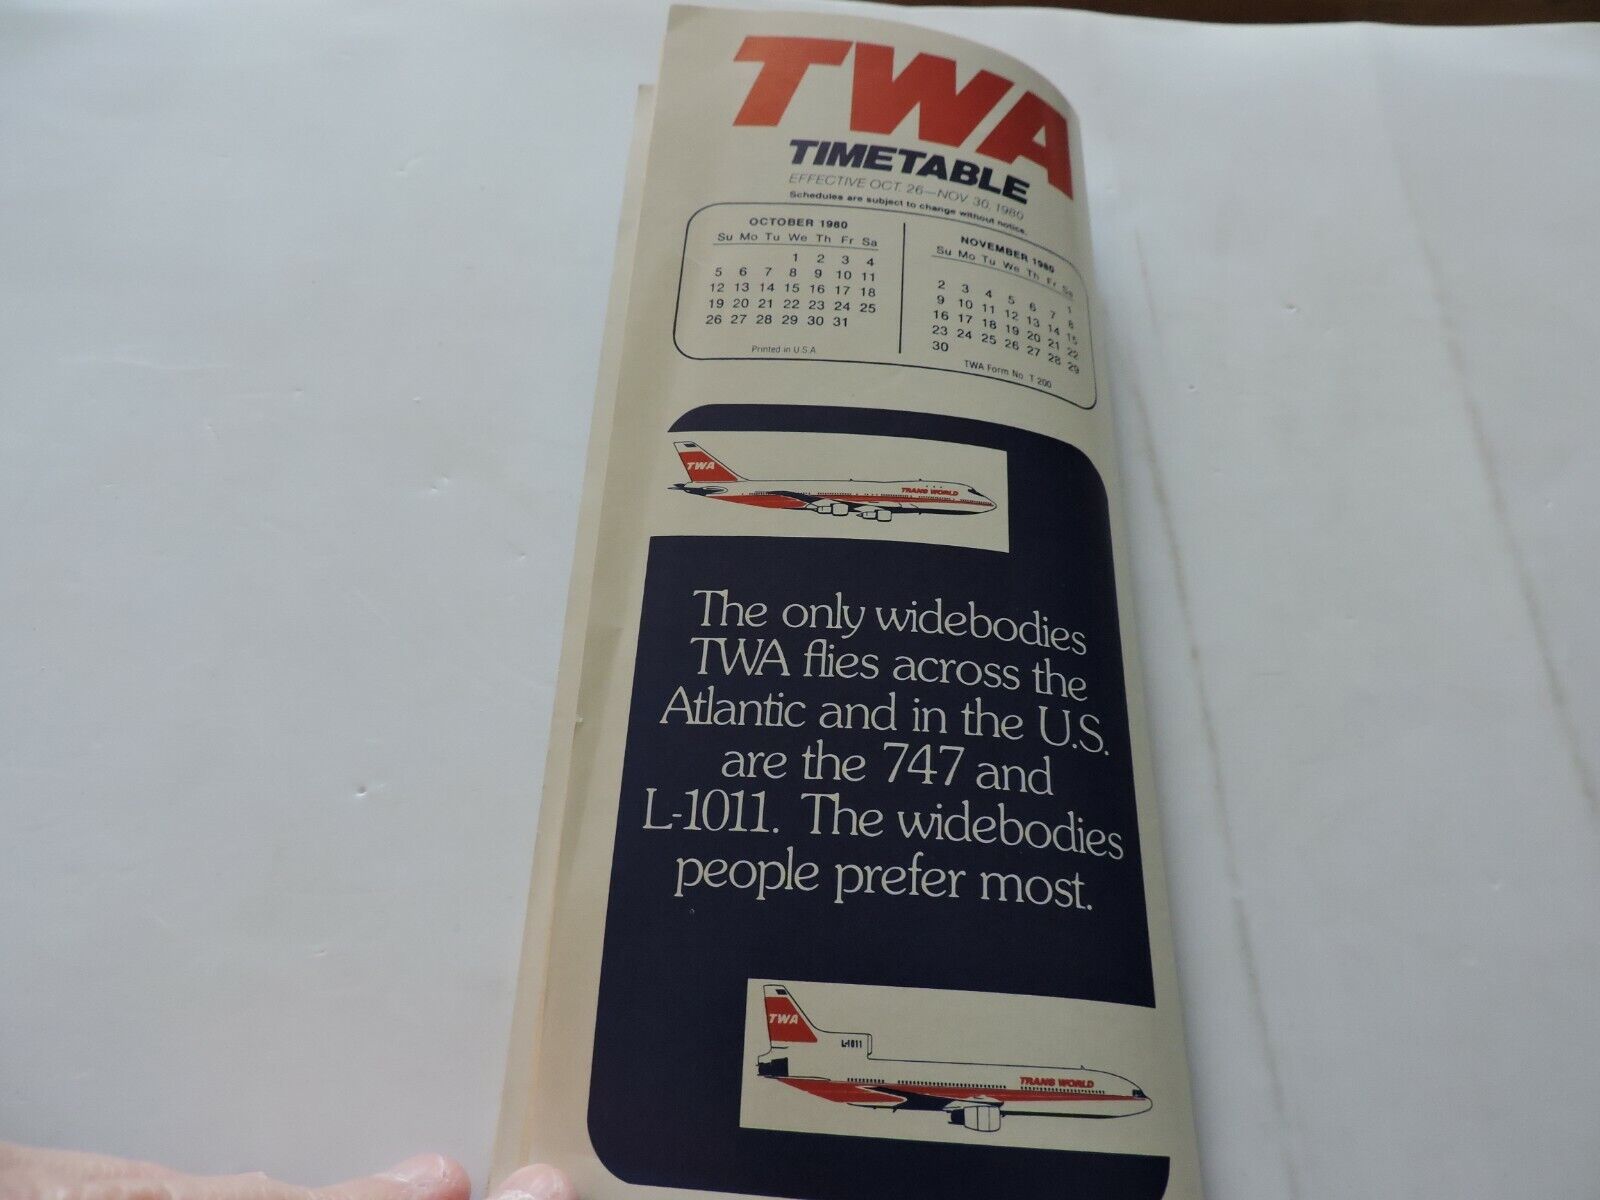 TWA
TIMETABLE
EFFECTIVE OCT. 26—NOV. 30, 1980
Schedules are subject to change without notice.
OCTOBER 1980
Su Mo Tu We Th Fr Sa
1 2 3 4
5 6 7 8 9 10 11
12 13 14 15 16 17 18
19 20 21 22 23 24 25
26 27 28 29 30 31
Printed in U.S.A
NOVEMBER 1980
Su Mo Tu We Th Fr Sa
1
2 3 4 5 6 7 8
9 10 11 12 13 14 15
16 17 18 19 20 21 22
23 24 25 26 27 28 29
30
TWA Form No. T 200
TWA
TRANS WORLD
The only widebodies
TWA flies across the
Atlantic and in the U.S.
are the 747 and
L-1011. The widebodies
people prefer most.
TWA
L-1011
TRANS WORLD